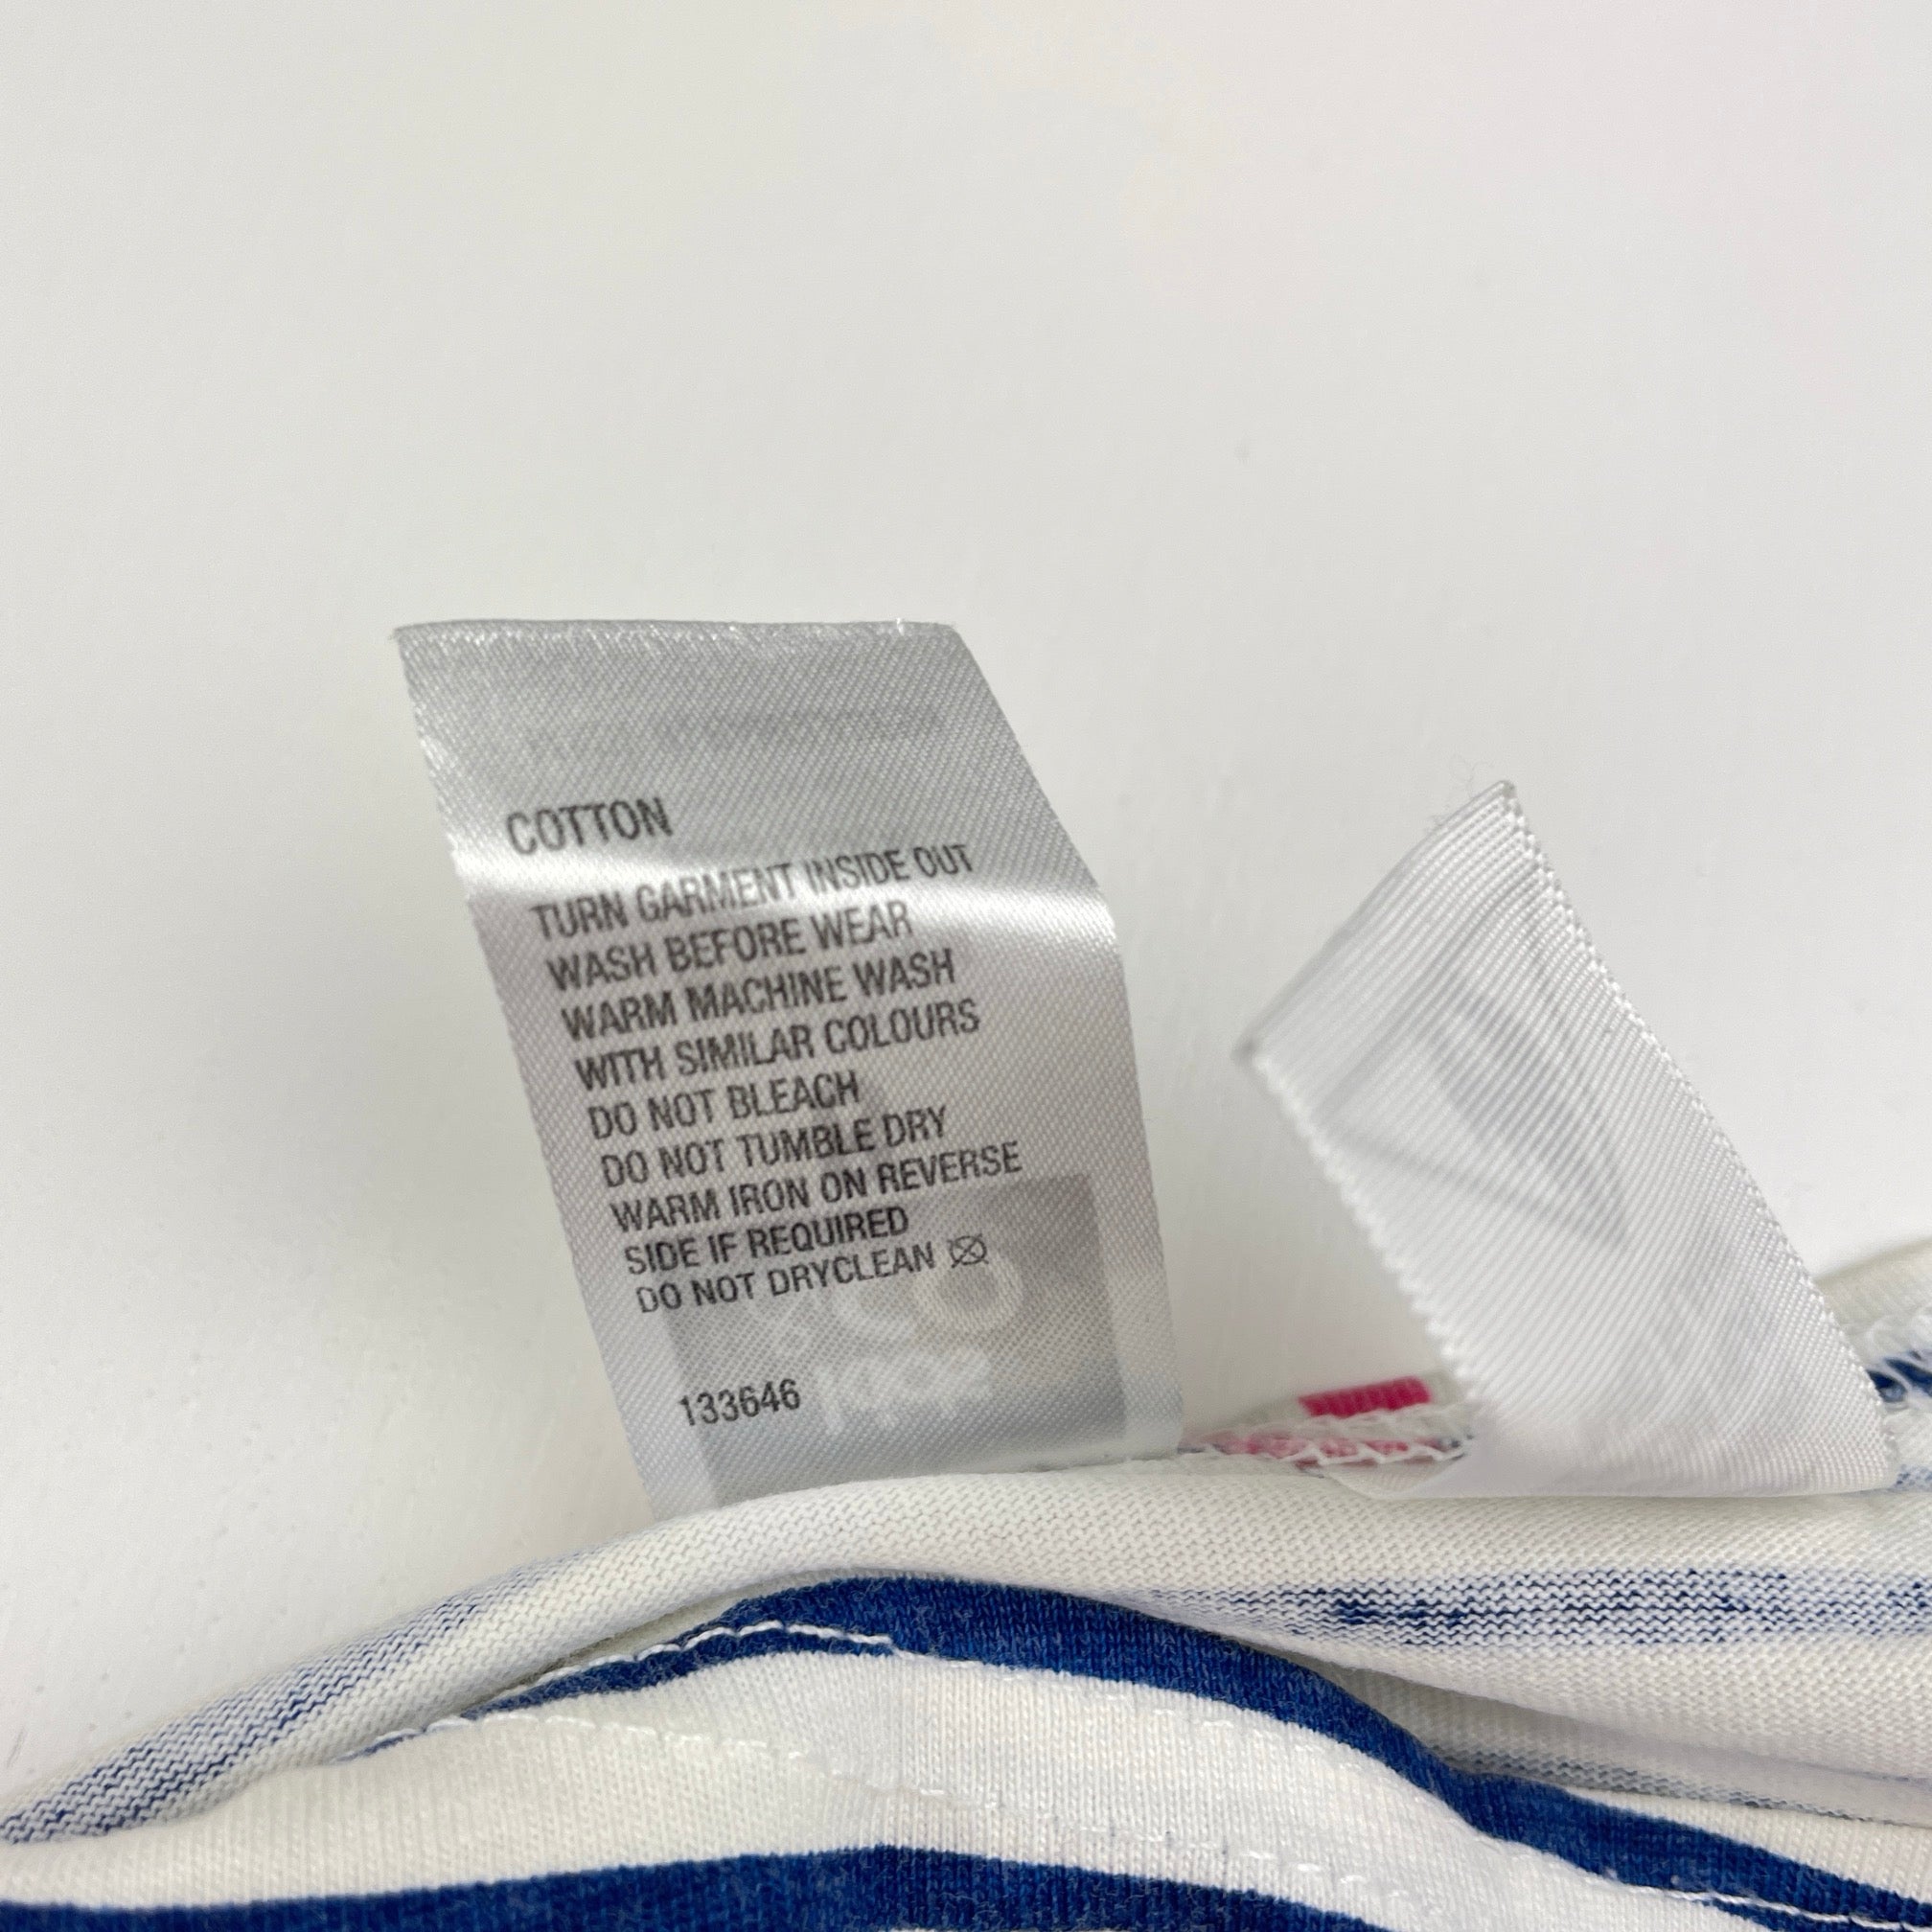 COTTON
TURN GARMENT INSIDE OUT
WASH BEFORE WEAR
WARM MACHINE WASH
WITH SIMILAR COLOURS
DO NOT BLEACH
DO NOT TUMBLE DRY
WARM IRON ON REVERSE
SIDE IF REQUIRED
DO NOT DRYCLEAN
133646